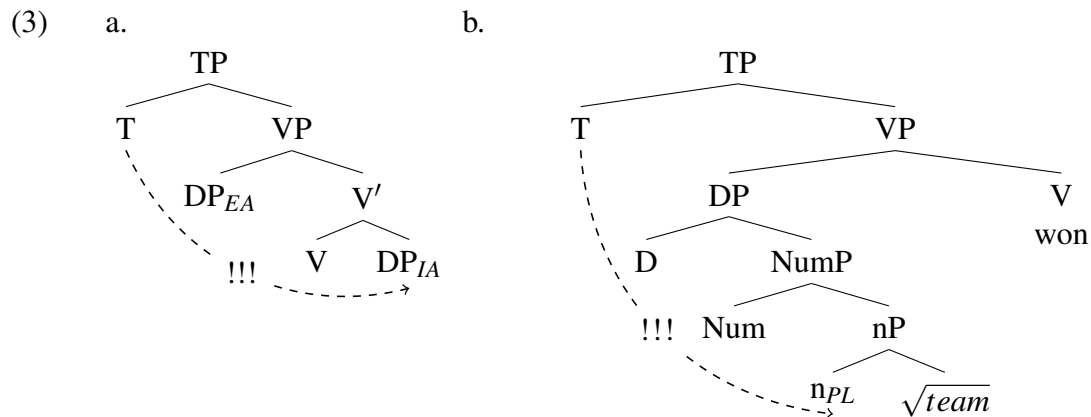 (3) a. b.
TP TP
T VP T VP
DP_EA V′ DP V
won
V DP_IA D NumP
!!!
!!! Num nP
n_PL √team